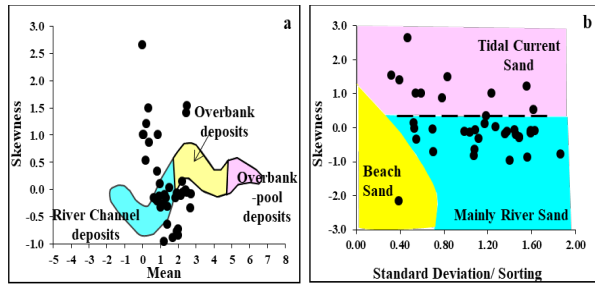 a
Skewness
3.0
2.5
2.0
1.5
1.0
0.5
0.0
-0.5
-1.0
Overbank
deposits
Overbank
-pool
deposits
River Channel
deposits
-5 -4 -3 -2 -1 0 1 2 3 4 5 6 7
Mean
b
Skewness
3.0
2.0
1.0
0.0
-1.0
-2.0
-3.0
Tidal Current
Sand
Beach
Sand
Mainly River Sand
0.00 0.40 0.80 1.20 1.60 2.00
Standard Deviation/ Sorting